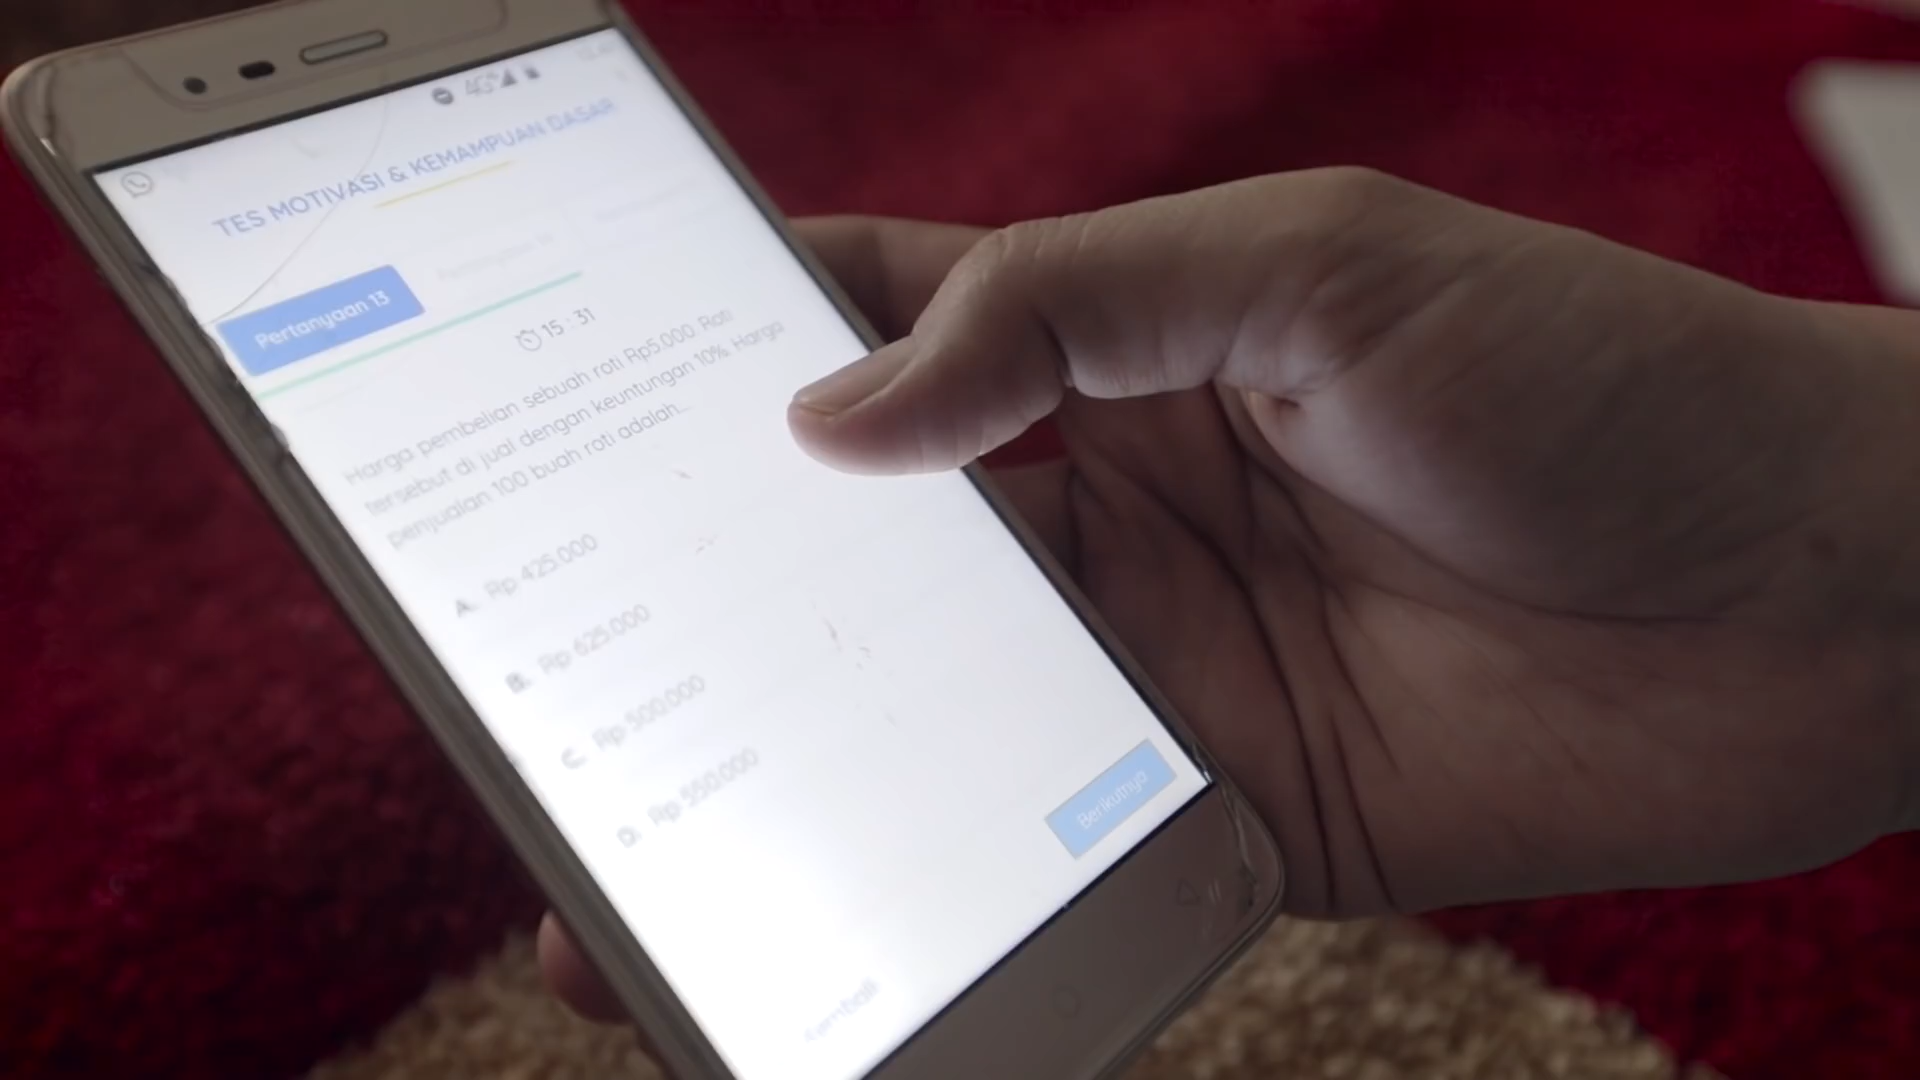 4G
TES MOTIVASI & KEMAMPUAN DASAR
Pertanyaan 13
15 : 31
Harga pembelian sebuah roti Rp5.000 Roti
tersebut di jual dengan keuntungan 10%. Harga
penjualan 100 buah roti adalah...
A. Rp 425.000
B. Rp 625.000
C. Rp 500.000
D. Rp 550.000
Berikutnya
Kembali